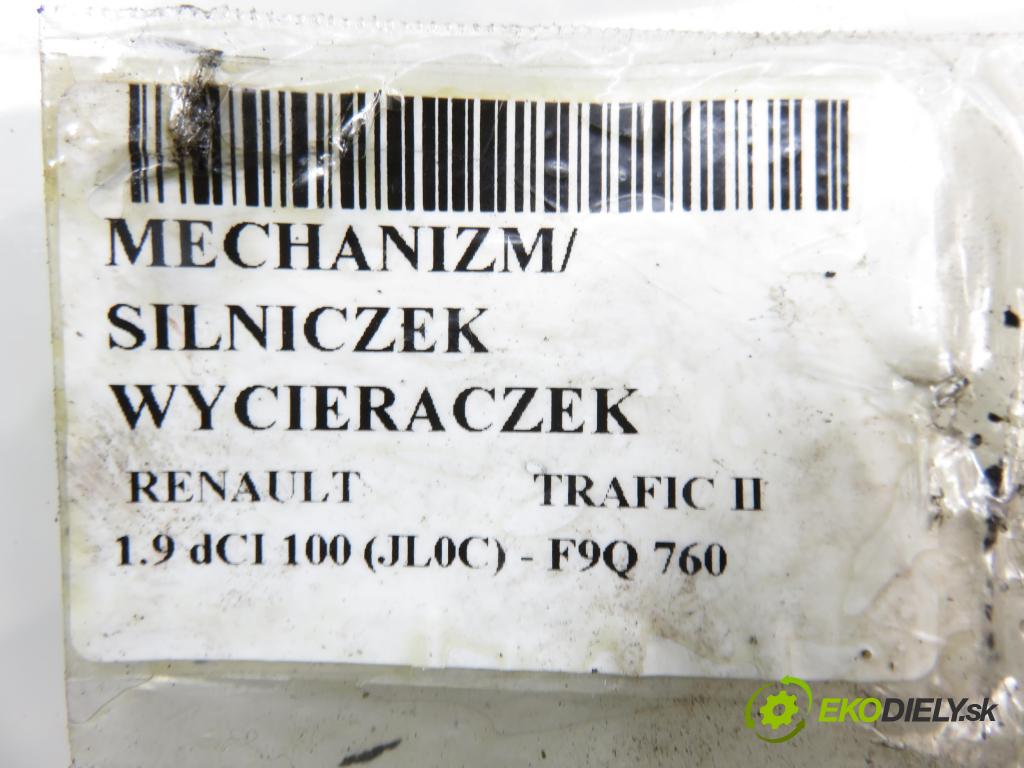 MECHANIZM/
SILNICZEK
WYCIERACZEK
RENAULT TRAFIC II
1.9 dCI 100 (JL0C) - F9Q 760
EKODIELY.sk